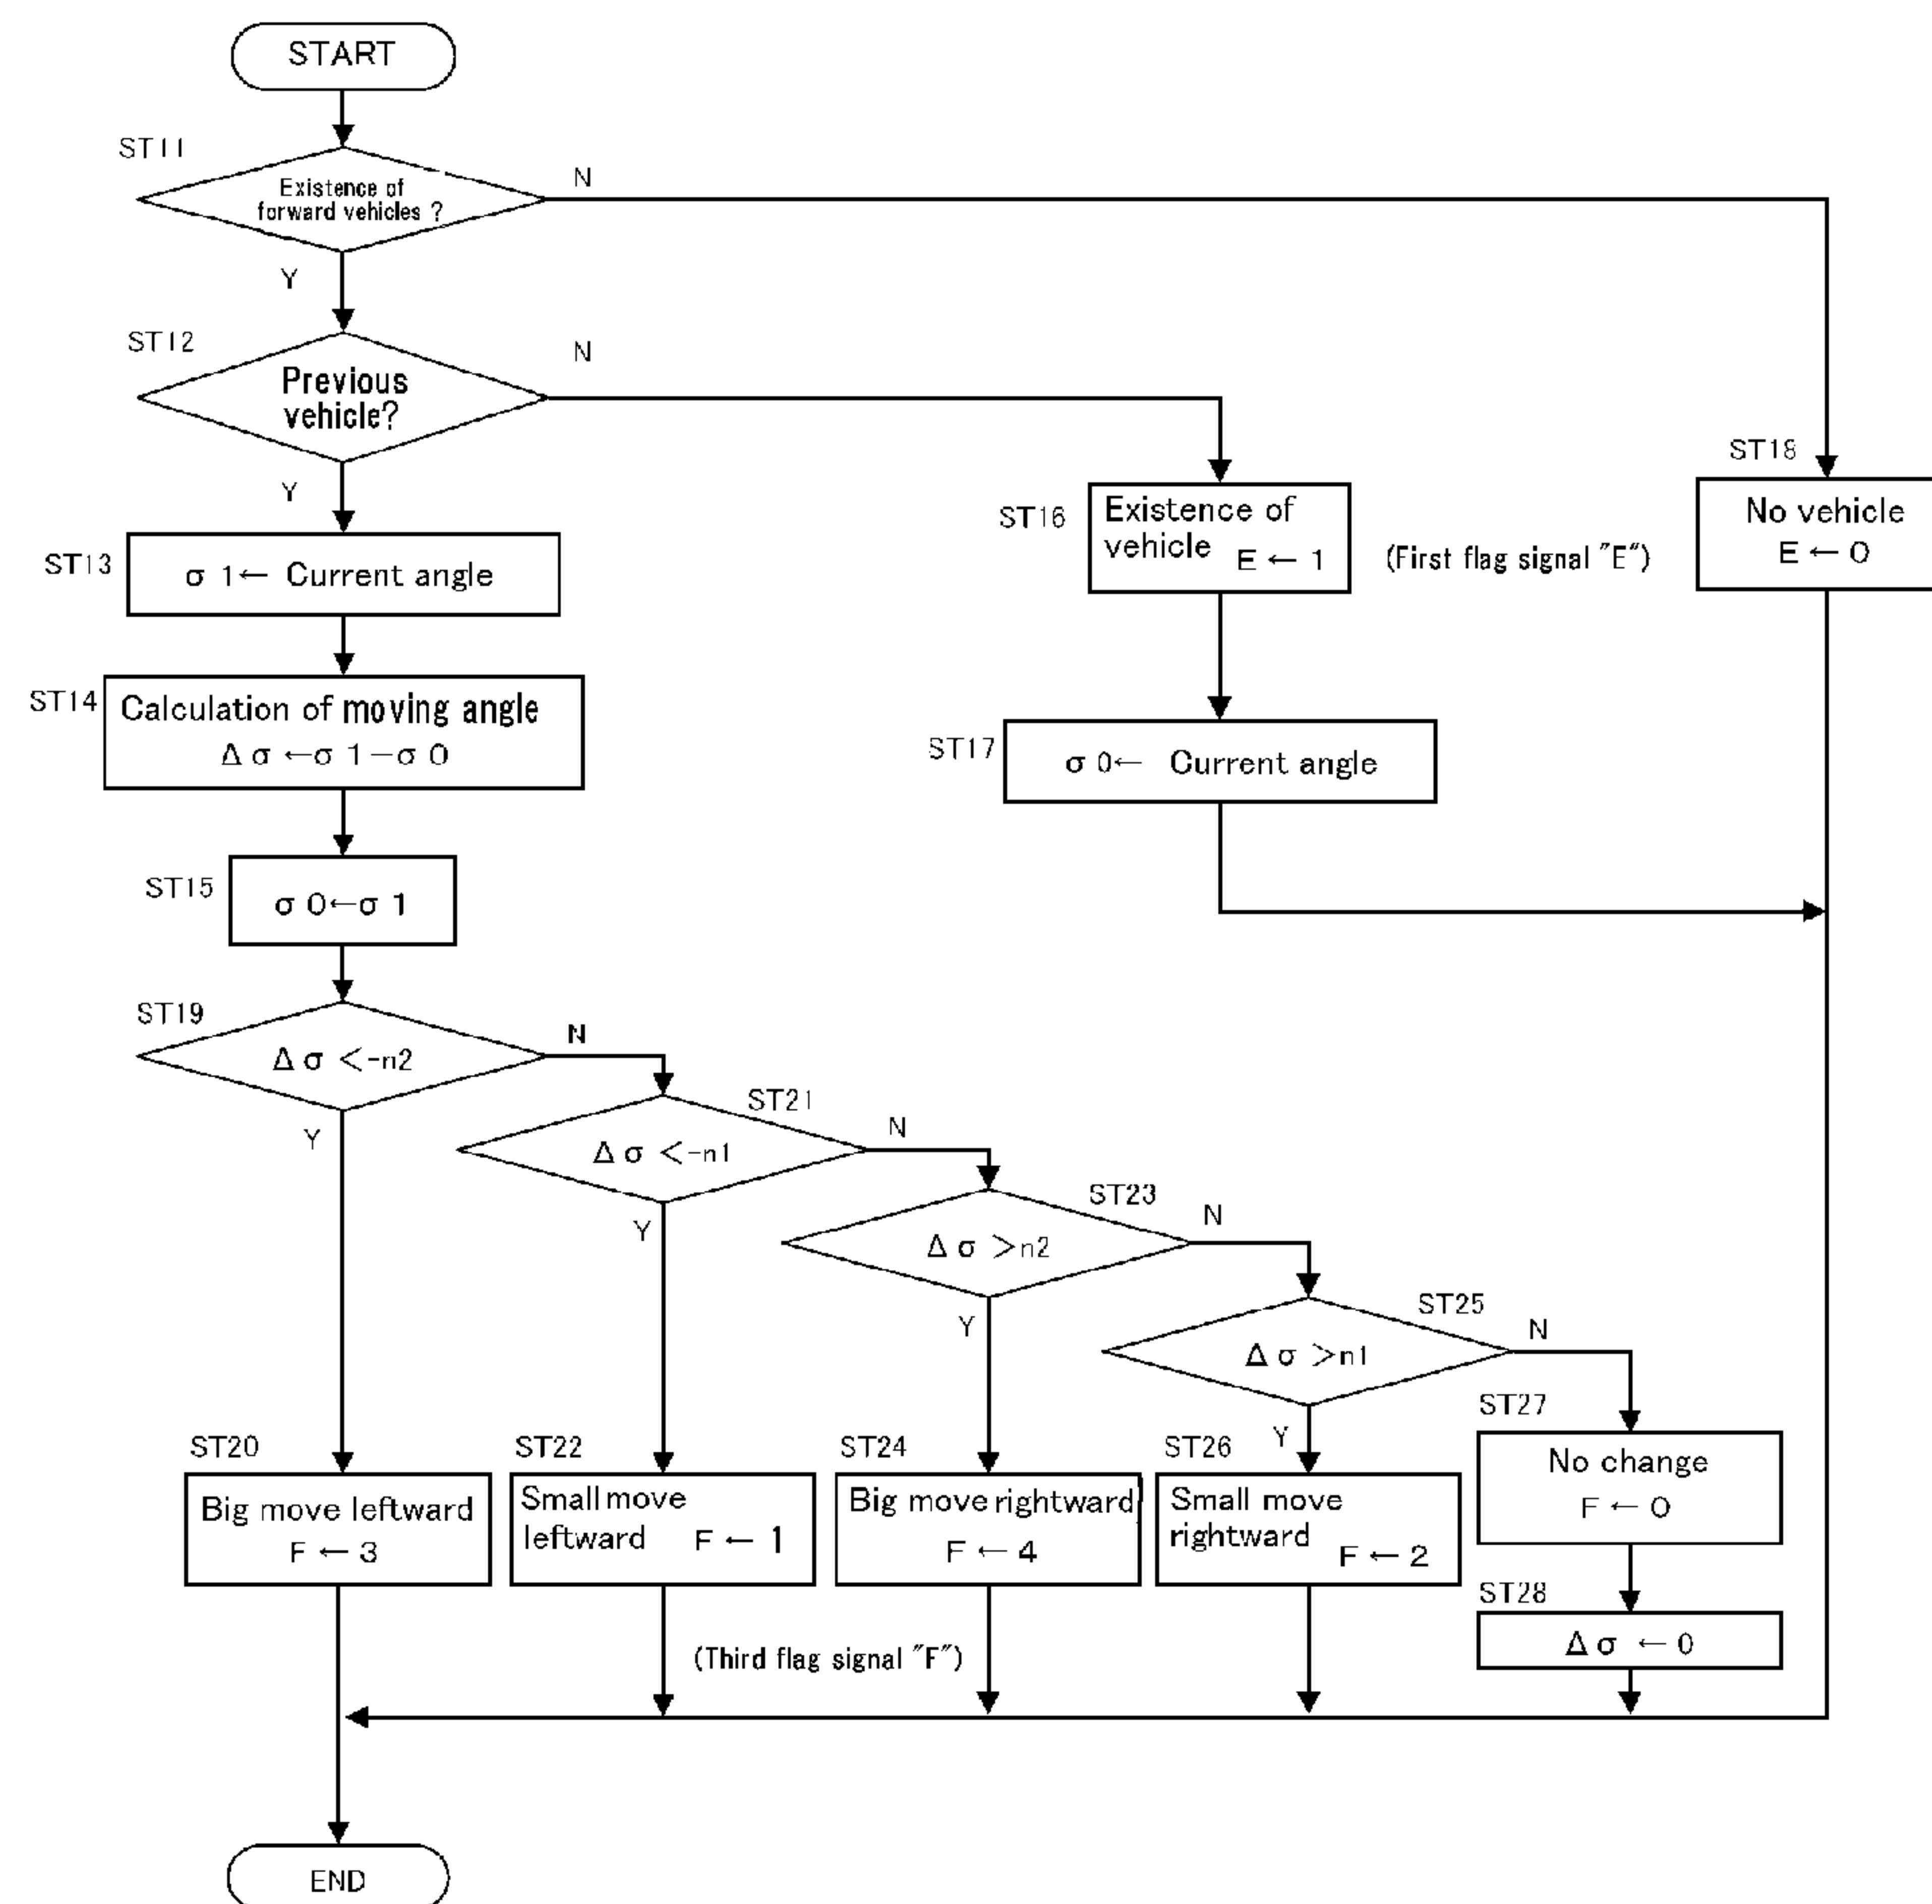 START
ST11
Existence of
forward vehicles ?
N
Y
ST12
Previous
vehicle?
N
Y
ST13
σ 1← Current angle
ST16
Existence of
vehicle E ← 1
(First flag signal "E")
ST18
No vehicle
E ← 0
ST14
Calculation of moving angle
Δ σ ←σ 1－σ 0
ST17
σ 0← Current angle
ST15
σ 0←σ 1
ST19
Δ σ <-n2
N
Y
ST21
Δ σ <-n1
N
Y
ST23
Δ σ >n2
N
Y
ST25
Δ σ >n1
N
Y
ST20
Big move leftward
F ← 3
ST22
Small move
leftward F ← 1
ST24
Big move rightward
F ← 4
ST26
Small move
rightward F ← 2
ST27
No change
F ← 0
ST28
Δ σ ← 0
(Third flag signal "F")
END